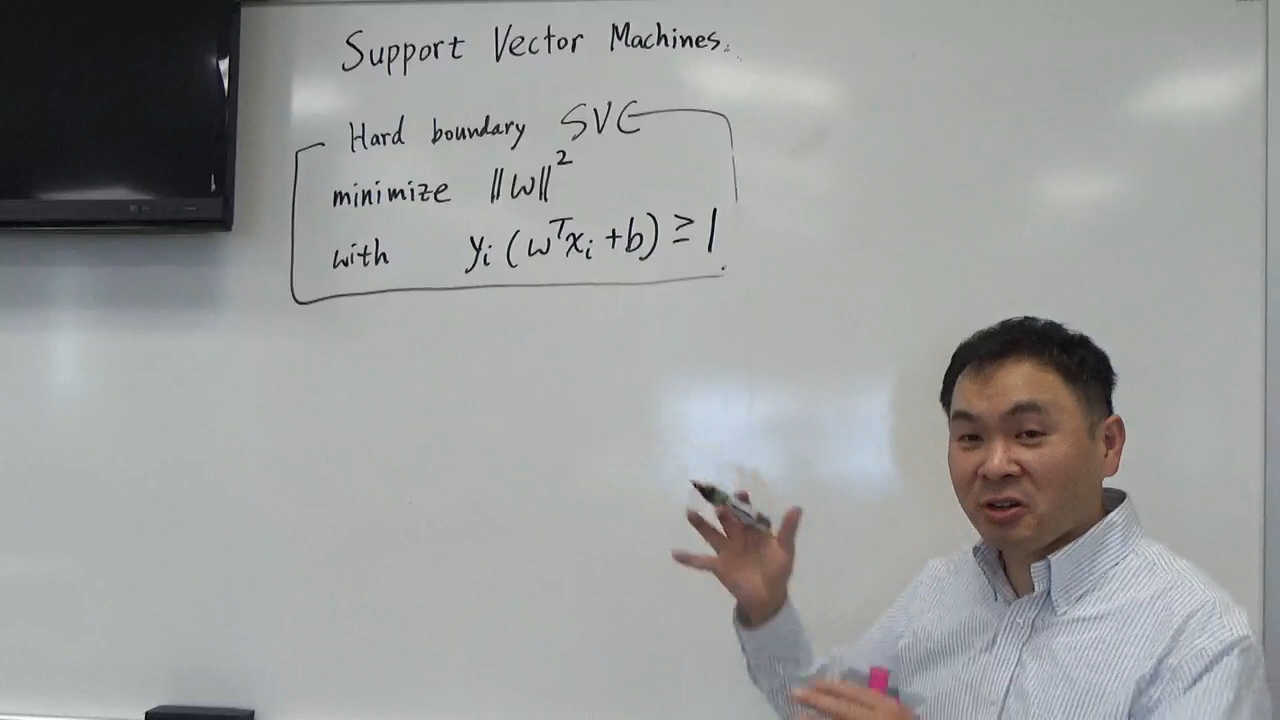 Support Vector Machines.
Hard boundary SVC
minimize ||w||²
with yᵢ (wᵀxᵢ + b) ≥ 1.